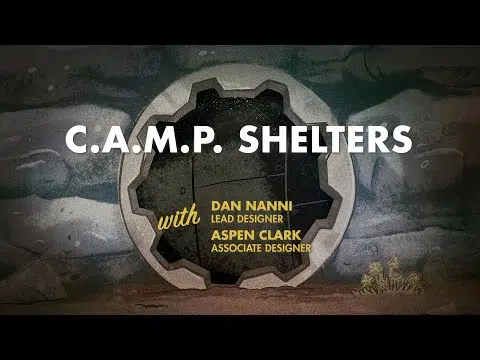 C.A.M.P. SHELTERS
with
DAN NANNI
LEAD DESIGNER
ASPEN CLARK
ASSOCIATE DESIGNER